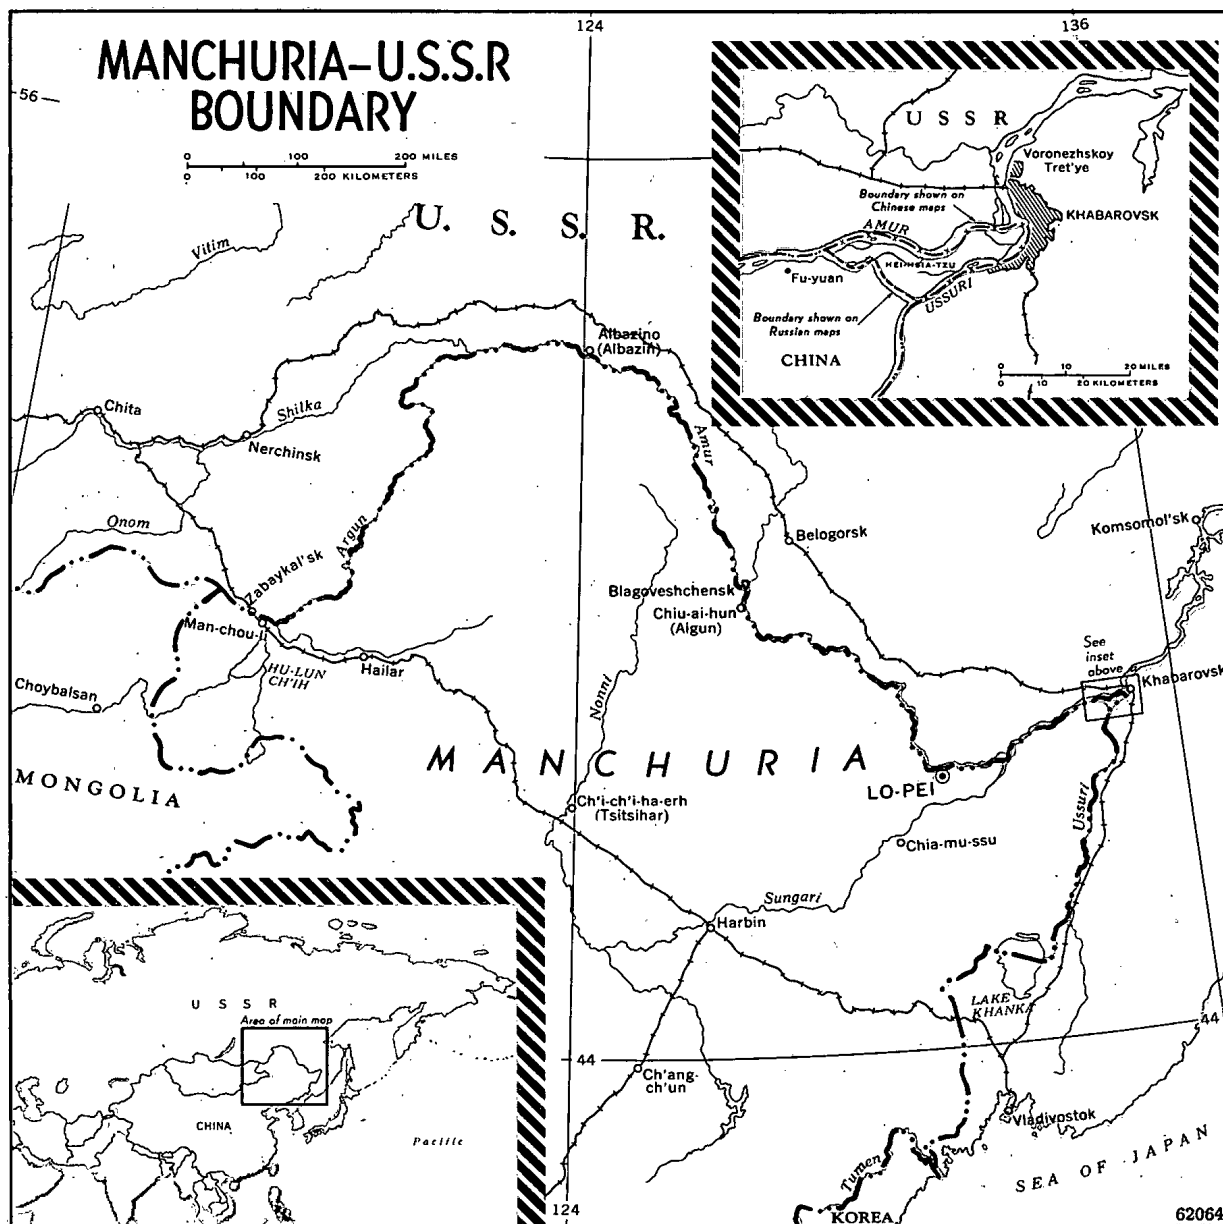 124
136
MANCHURIA–U.S.S.R
BOUNDARY
56
0 100 200 MILES
0 100 200 KILOMETERS
U S S R
Voronezhskoy
Tret'ye
Boundary shown on
Chinese maps
KHABAROVSK
AMUR
HEI-HSIA-TZU
Fu-yuan
USSURI
Boundary shown on
Russian maps
CHINA
0 10 20 MILES
0 10 20 KILOMETERS
U. S. S. R.
Vitim
Albazino
(Albazin)
Chita
Shilka
Nerchinsk
Amur
Onom
Argun
Komsomol'sk
Belogorsk
Zabaykal'sk
Blagoveshchensk
Chiu-ai-hun
(Aigun)
Man-chou-li
See
inset
above
HU-LUN
CH'IH
Hailar
Khabarovsk
Choybalsan
Nonni
MANCHURIA
MONGOLIA
LO-PEI
Ussuri
Ch'i-ch'i-ha-erh
(Tsitsihar)
Chia-mu-ssu
Sungari
Harbin
LAKE
KHANKA
44
44
U S S R
Area of main map
CHINA
Pacific
Ch'ang-
ch'un
Vladivostok
SEA OF JAPAN
Tumen
KOREA
124
62064